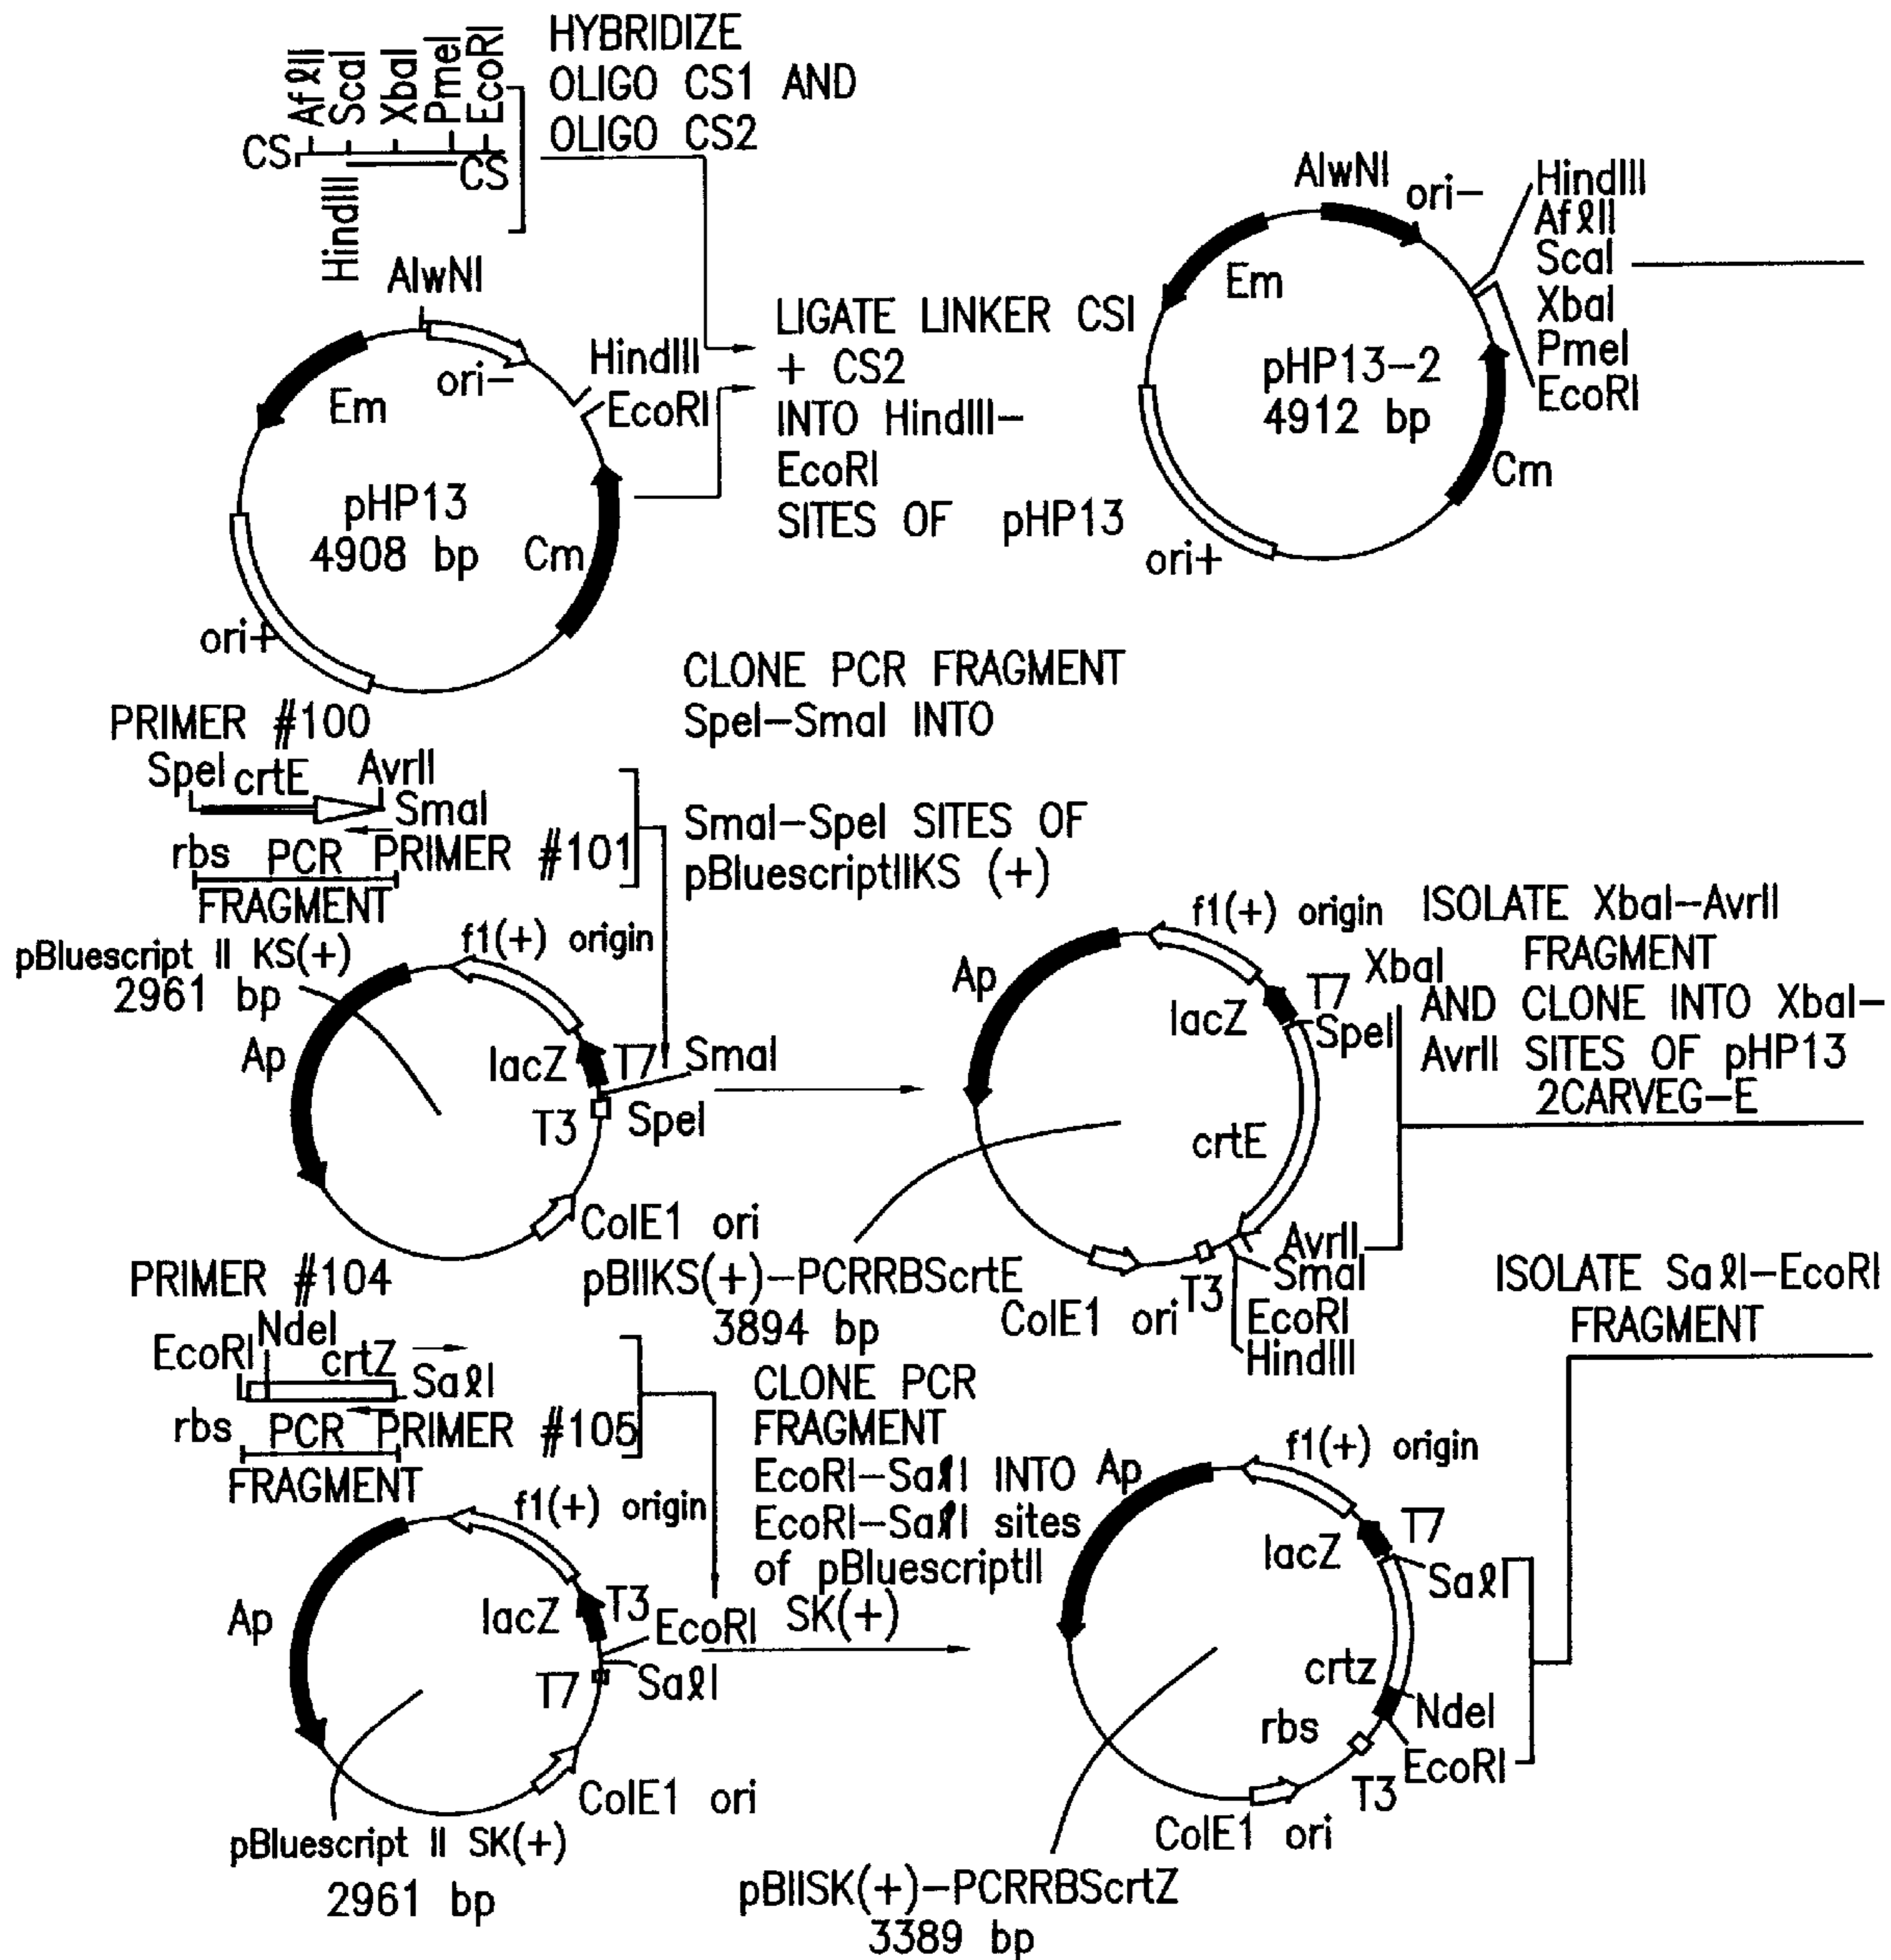 AfℓII
ScaI
XbaI
PmeI
EcoRI
CS
CS
HindIII
HYBRIDIZE
OLIGO CS1 AND
OLIGO CS2
AlwNI
ori-
HindIII
EcoRI
Em
pHP13
4908 bp
Cm
ori+
LIGATE LINKER CSI
+ CS2
INTO HindIII-
EcoRI
SITES OF pHP13
AlwNI
ori-
HindIII
AfℓII
ScaI
XbaI
PmeI
EcoRI
Em
pHP13-2
4912 bp
Cm
ori+
PRIMER #100
SpeI crtE AvrII
SmaI
rbs PCR PRIMER #101
FRAGMENT
CLONE PCR FRAGMENT
SpeI-SmaI INTO
SmaI-SpeI SITES OF
pBluescriptIIKS (+)
pBluescript II KS(+)
2961 bp
f1(+) origin
Ap
lacZ
T7
SmaI
T3
SpeI
ColE1 ori
f1(+) origin
Ap
lacZ
T7
XbaI
SpeI
crtE
AvrII
SmaI
EcoRI
HindIII
T3
ColE1 ori
pBIIKS(+)-PCRRBScrtE
3894 bp
ISOLATE XbaI-AvrII
FRAGMENT
AND CLONE INTO XbaI-
AvrII SITES OF pHP13
2CARVEG-E
PRIMER #104
NdeI
EcoRI crtZ
SaℓI
rbs PCR PRIMER #105
FRAGMENT
CLONE PCR
FRAGMENT
EcoRI-SaℓI INTO
EcoRI-SaℓI sites
of pBluescriptII
SK(+)
f1(+) origin
Ap
lacZ
T3
EcoRI
SaℓI
T7
ColE1 ori
pBluescript II SK(+)
2961 bp
f1(+) origin
Ap
lacZ
T7
SaℓI
crtz
NdeI
rbs
EcoRI
T3
ColE1 ori
pBIISK(+)-PCRRBScrtZ
3389 bp
ISOLATE SaℓI-EcoRI
FRAGMENT